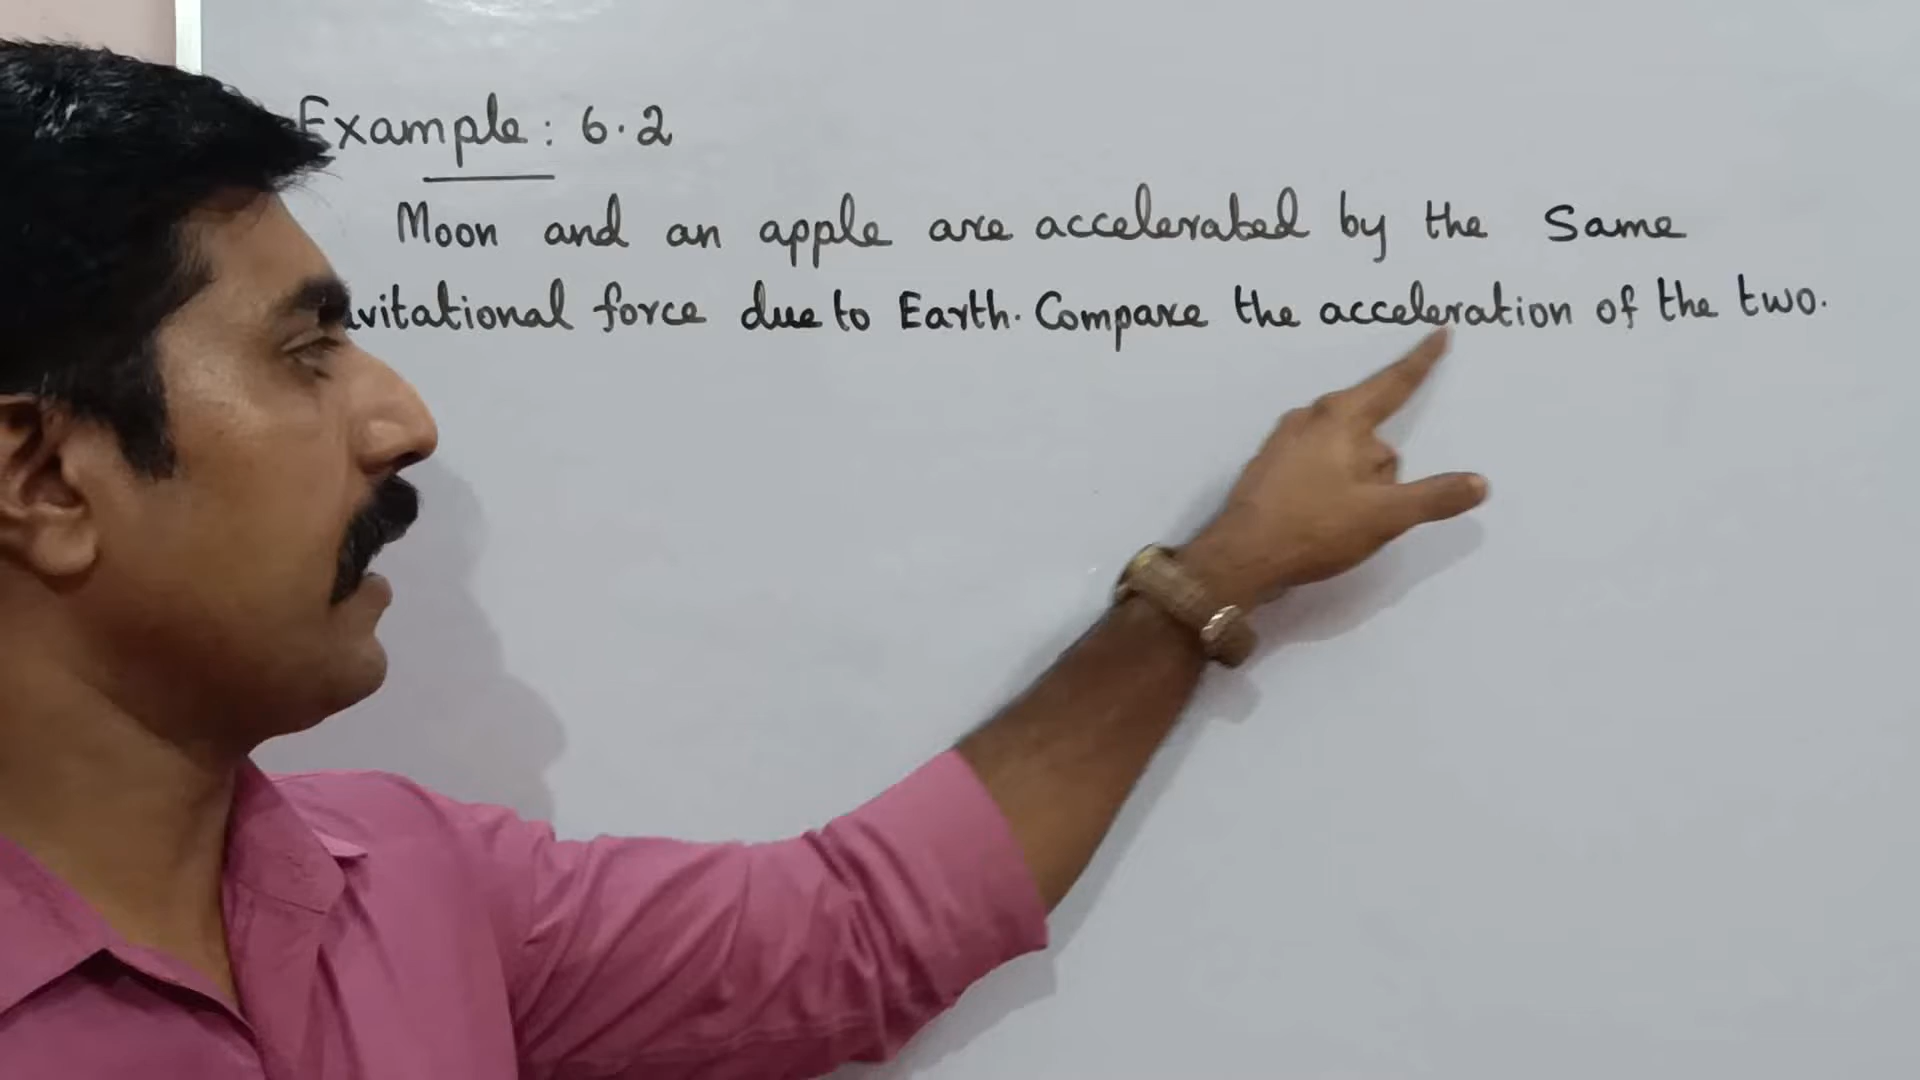 Example: 6.2
Moon and an apple are accelerated by the Same
avitational force due to Earth. Compare the acceleration of the two.